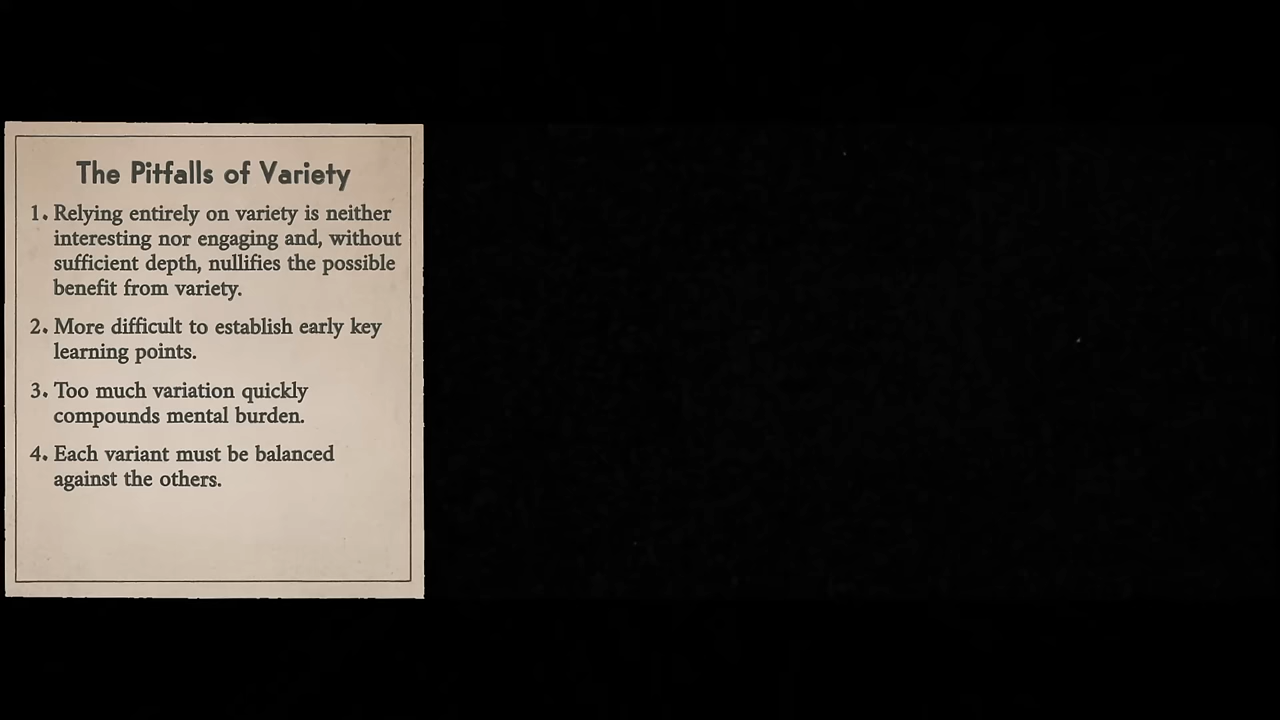 The Pitfalls of Variety
1. Relying entirely on variety is neither
interesting nor engaging and, without
sufficient depth, nullifies the possible
benefit from variety.
2. More difficult to establish early key
learning points.
3. Too much variation quickly
compounds mental burden.
4. Each variant must be balanced
against the others.